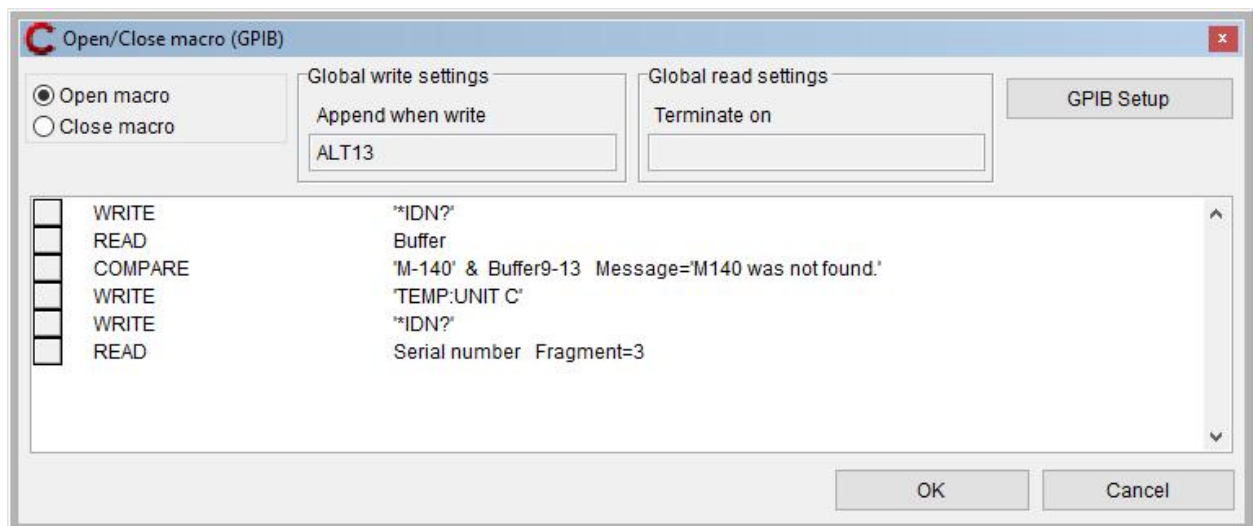 Open/Close macro (GPIB)
Open macro
Close macro
Global write settings
Append when write
ALT13
Global read settings
Terminate on
GPIB Setup
WRITE '*IDN?'
READ Buffer
COMPARE 'M-140' & Buffer9-13 Message='M140 was not found.'
WRITE 'TEMP:UNIT C'
WRITE '*IDN?'
READ Serial number Fragment=3
OK Cancel